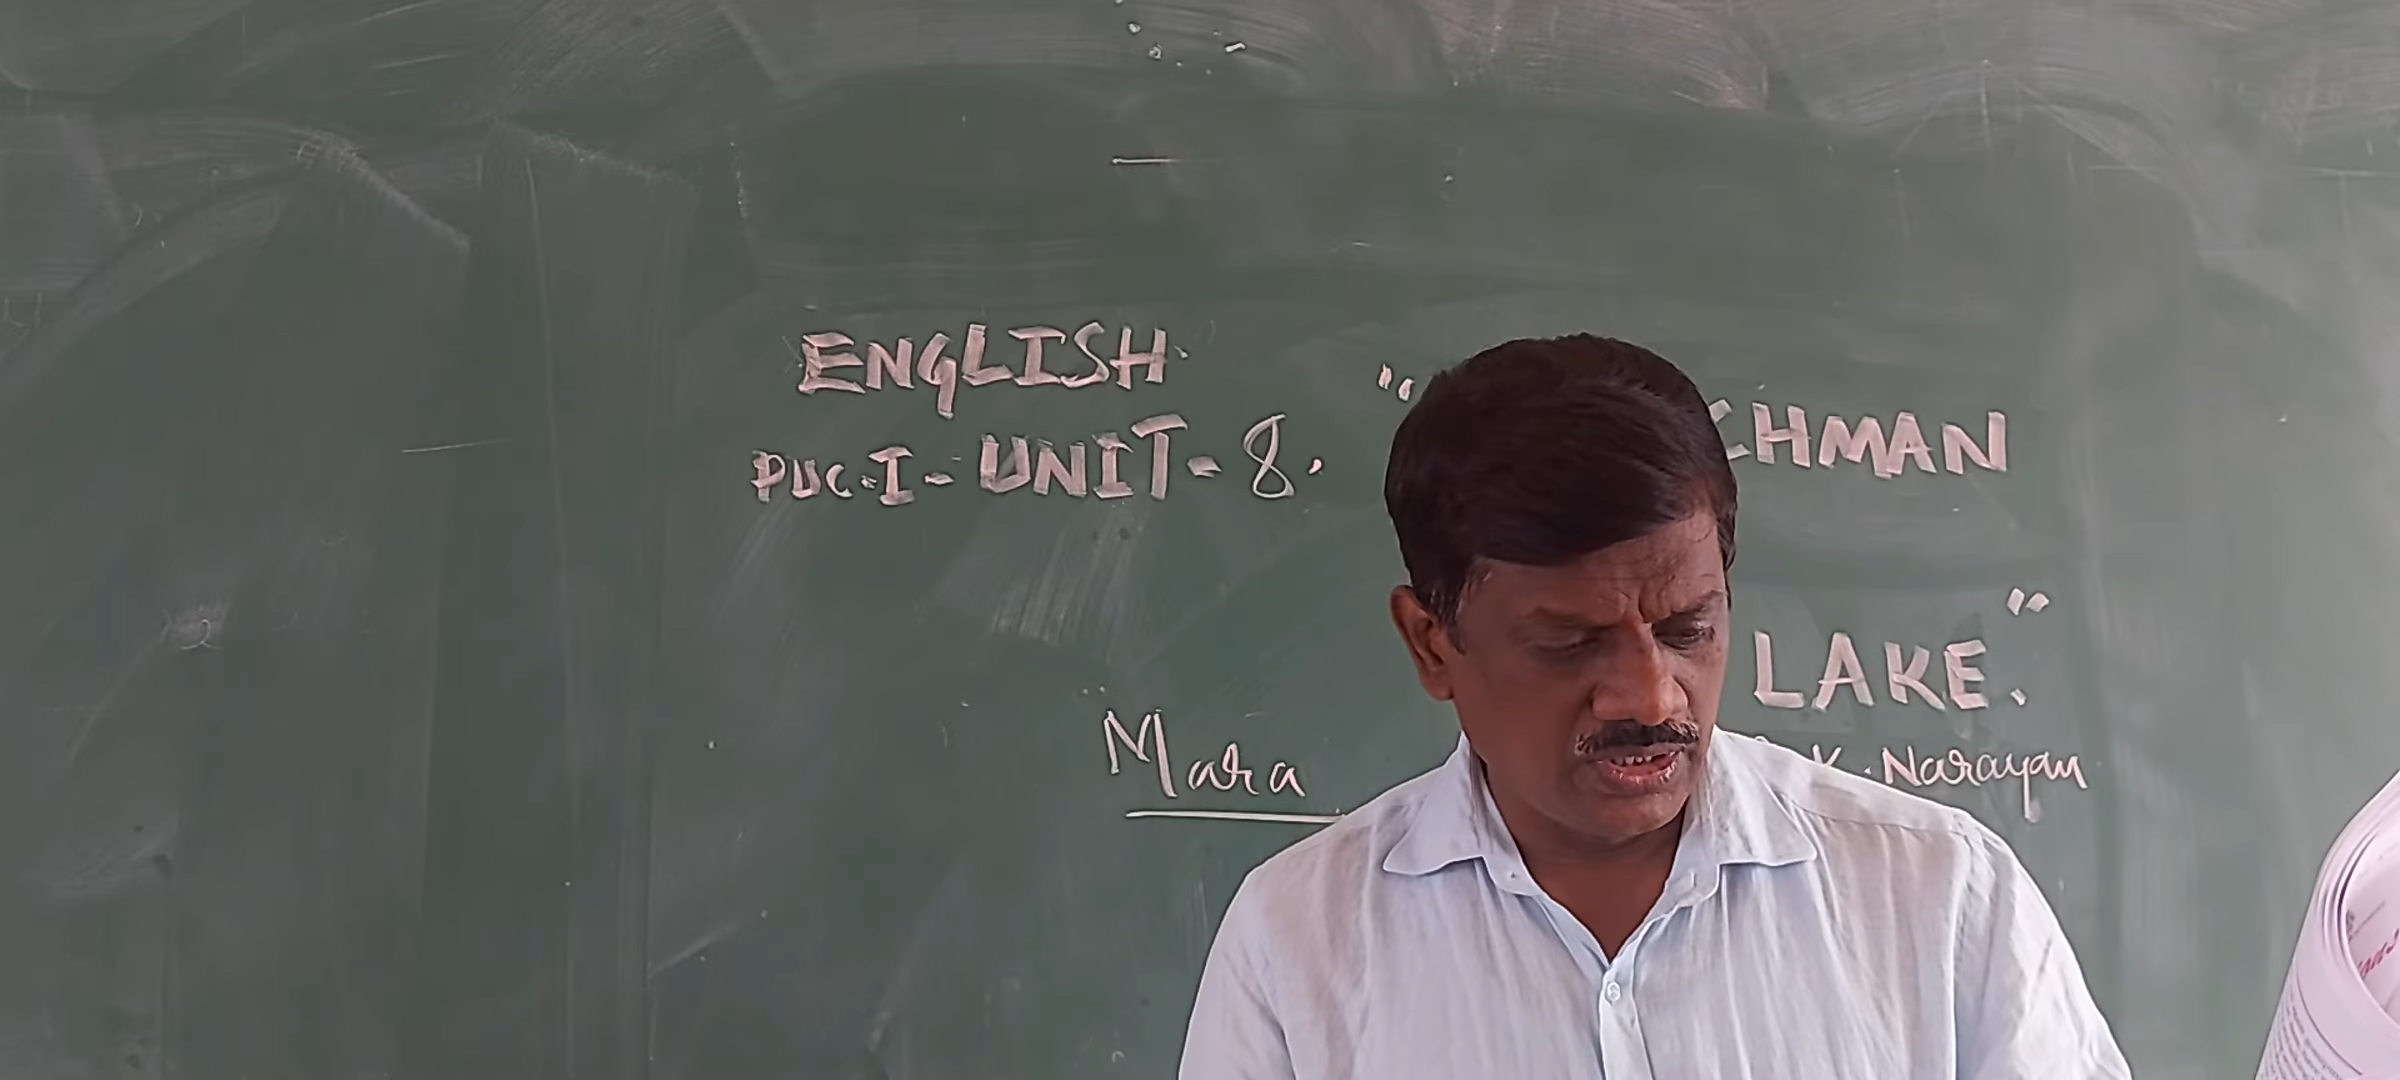 ENGLISH.
PUC-I- UNIT-8.
" CHMAN
LAKE."
K. Narayan
Mara